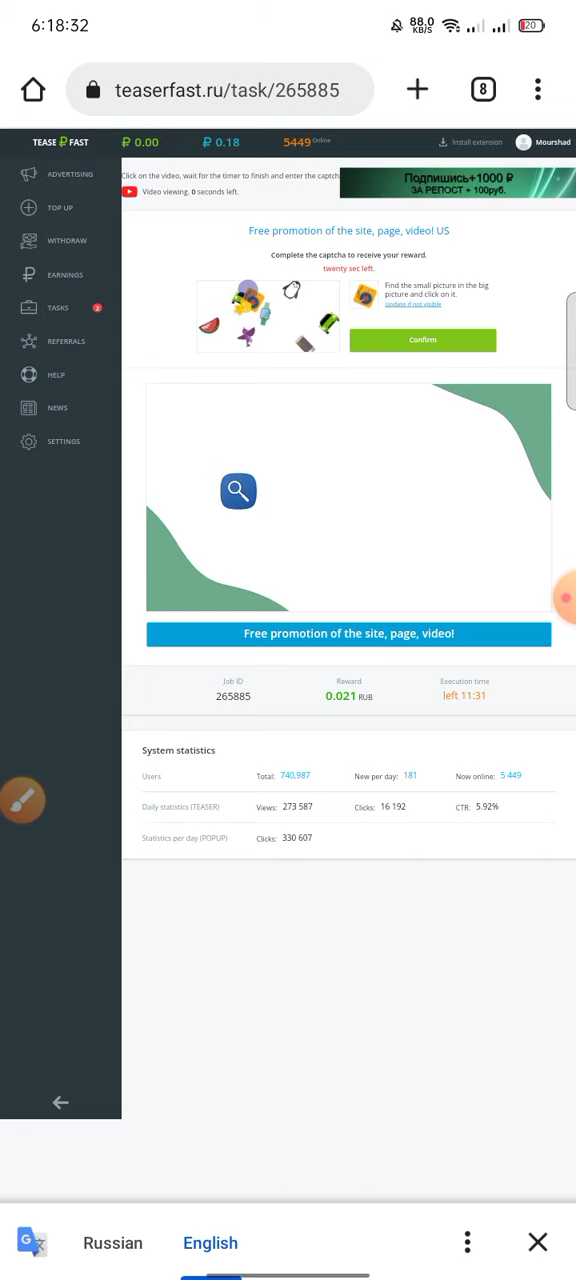 6:18:32
88.0
KB/S
20
teaserfast.ru/task/265885
8
TEASE₽FAST
₽ 0.00
₽ 0.18
5449 Online
Install extension
Mourshad
ADVERTISING
TOP UP
WITHDRAW
EARNINGS
TASKS
2
REFERRALS
HELP
NEWS
SETTINGS
Click on the video, wait for the timer to finish and enter the captch
Video viewing. 0 seconds left.
Подпишись+1000 ₽
ЗА РЕПОСТ + 100руб.
Free promotion of the site, page, video! US
Complete the captcha to receive your reward.
twenty sec left.
Find the small picture in the big
picture and click on it.
Update if not visible
Confirm
Free promotion of the site, page, video!
Job ID
265885
Reward
0.021 RUB
Execution time
left 11:31
System statistics
Users
Total: 740,987
New per day: 181
Now online: 5 449
Daily statistics (TEASER)
Views: 273 587
Clicks: 16 192
CTR: 5.92%
Statistics per day (POPUP)
Clicks: 330 607
Russian
English